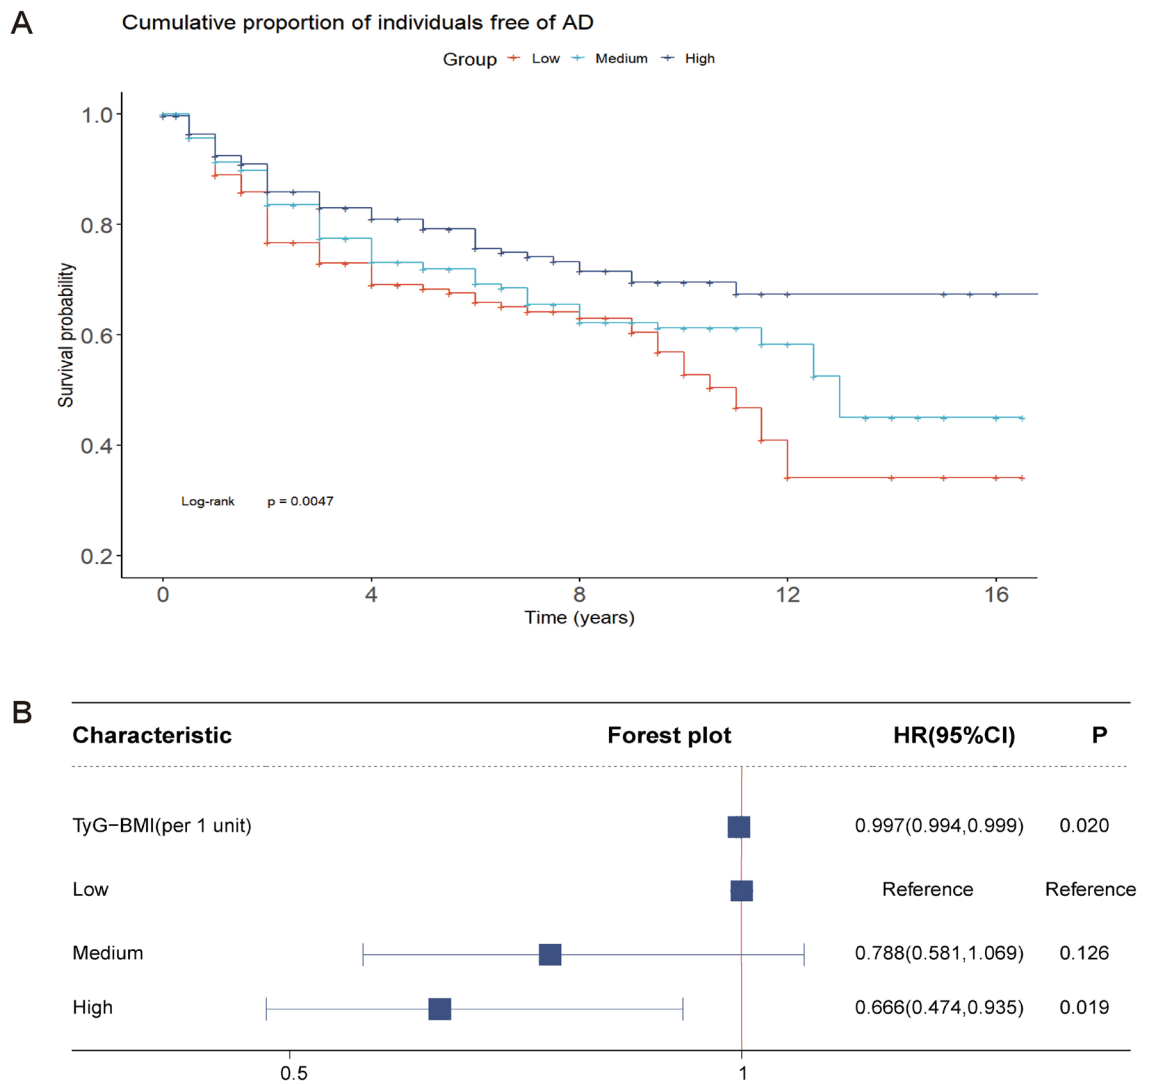 A
Cumulative proportion of individuals free of AD
Group Low Medium High
1.0
0.8
0.6
0.4
0.2
Survival probability
Log-rank p = 0.0047
0 4 8 12 16
Time (years)
B
Characteristic Forest plot HR(95%CI) P
TyG−BMI(per 1 unit) 0.997(0.994,0.999) 0.020
Low Reference Reference
Medium 0.788(0.581,1.069) 0.126
High 0.666(0.474,0.935) 0.019
0.5 1